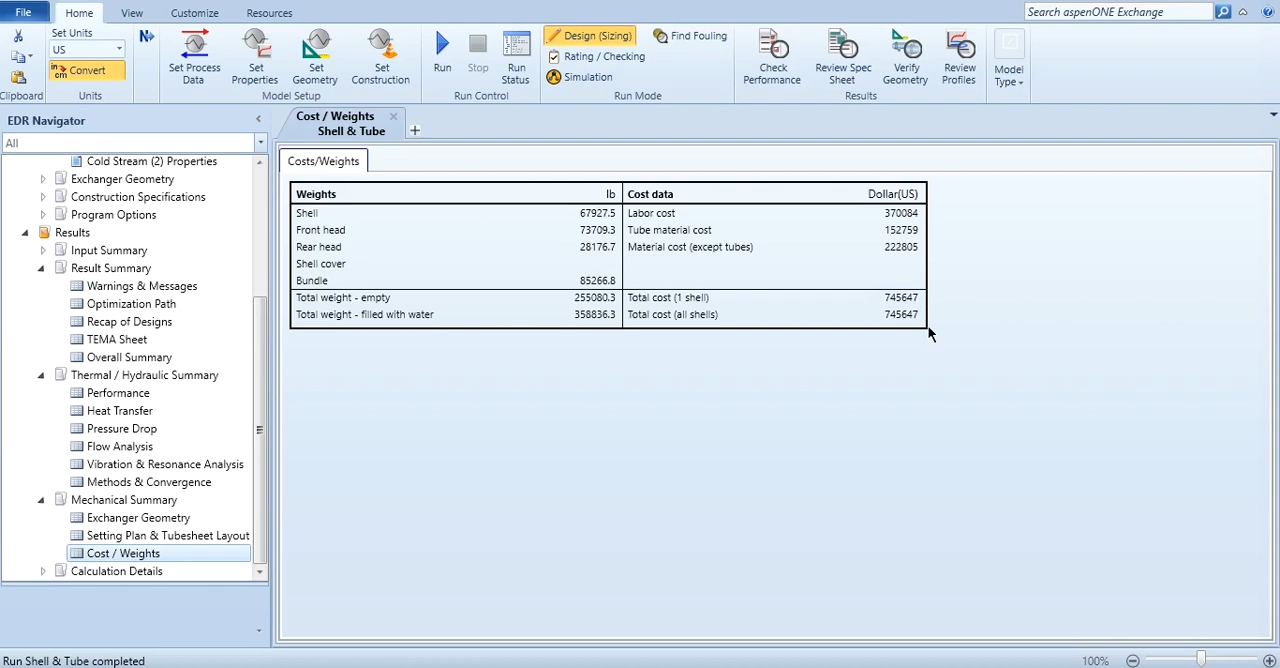 File Home View Customize Resources Search aspenONE Exchange
Set Units
US
Convert
Clipboard
Units
Set Process
Data
Set
Properties
Set
Geometry
Set
Construction
Model Setup
Run
Stop
Run
Status
Run Control
Design (Sizing)
Rating / Checking
Simulation
Find Fouling
Run Mode
Check
Performance
Review Spec
Sheet
Verify
Geometry
Review
Profiles
Results
Model
Type
EDR Navigator
All
Cold Stream (2) Properties
Exchanger Geometry
Construction Specifications
Program Options
Results
Input Summary
Result Summary
Warnings & Messages
Optimization Path
Recap of Designs
TEMA Sheet
Overall Summary
Thermal / Hydraulic Summary
Performance
Heat Transfer
Pressure Drop
Flow Analysis
Vibration & Resonance Analysis
Methods & Convergence
Mechanical Summary
Exchanger Geometry
Setting Plan & Tubesheet Layout
Cost / Weights
Calculation Details
Cost / Weights
Shell & Tube
Costs/Weights
Weights lb Cost data Dollar(US)
Shell 67927.5 Labor cost 370084
Front head 73709.3 Tube material cost 152759
Rear head 28176.7 Material cost (except tubes) 222805
Shell cover
Bundle 85266.8
Total weight - empty 255080.3 Total cost (1 shell) 745647
Total weight - filled with water 358836.3 Total cost (all shells) 745647
Run Shell & Tube completed 100%